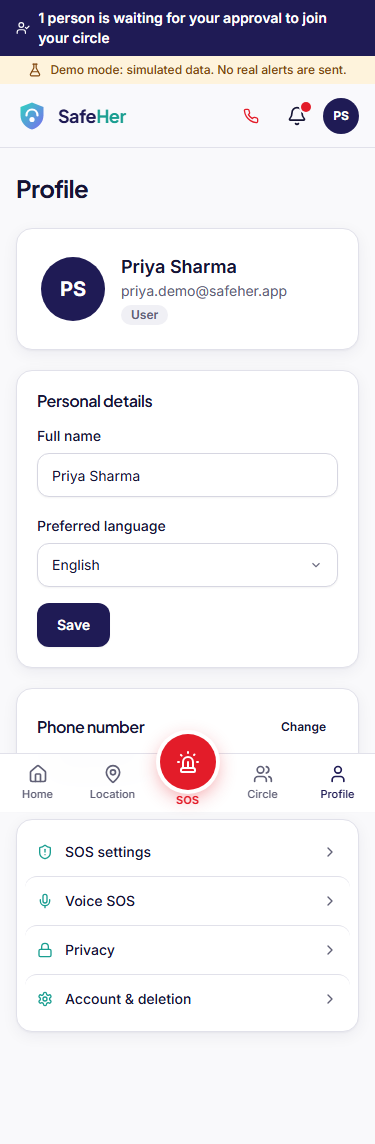 1 person is waiting for your approval to join
your circle
Demo mode: simulated data. No real alerts are sent.
SafeHer
PS
Profile
PS
Priya Sharma
priya.demo@safeher.app
User
Personal details
Full name
Priya Sharma
Preferred language
English
Save
Phone number
Change
Home
Location
SOS
Circle
Profile
SOS settings
Voice SOS
Privacy
Account & deletion